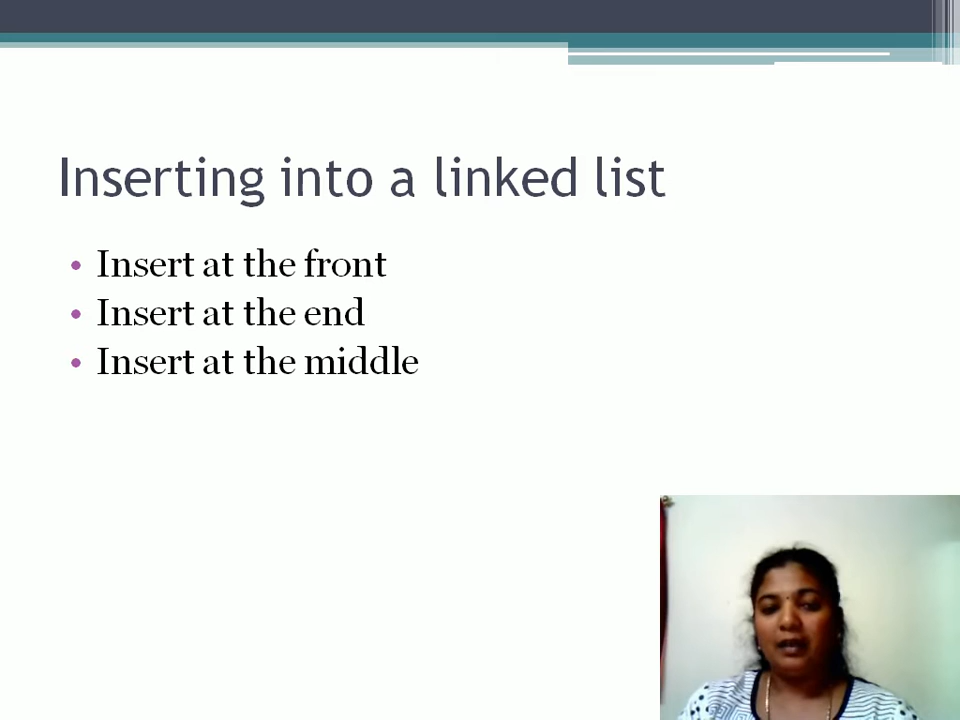 Inserting into a linked list
• Insert at the front
• Insert at the end
• Insert at the middle